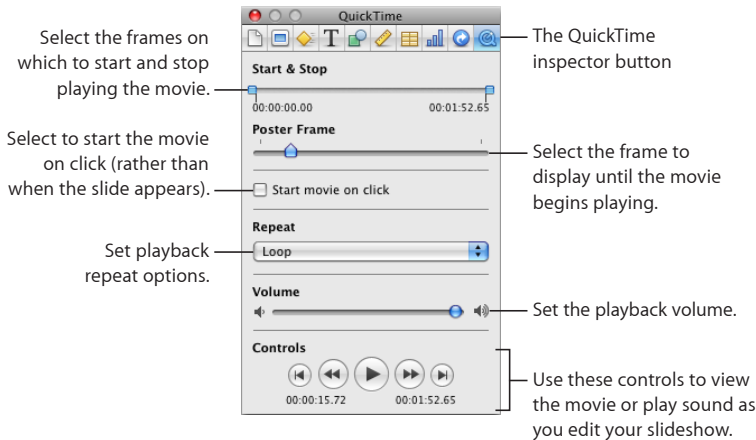 QuickTime
Select the frames on
which to start and stop
playing the movie.
The QuickTime
inspector button
T
Start & Stop
00:00:00.00
00:01:52.65
Poster Frame
Select to start the movie
on click (rather than
when the slide appears).
Select the frame to
display until the movie
begins playing.
Start movie on click
Repeat
Loop
Set playback
repeat options.
Volume
Set the playback volume.
Controls
00:00:15.72
00:01:52.65
Use these controls to view
the movie or play sound as
you edit your slideshow.